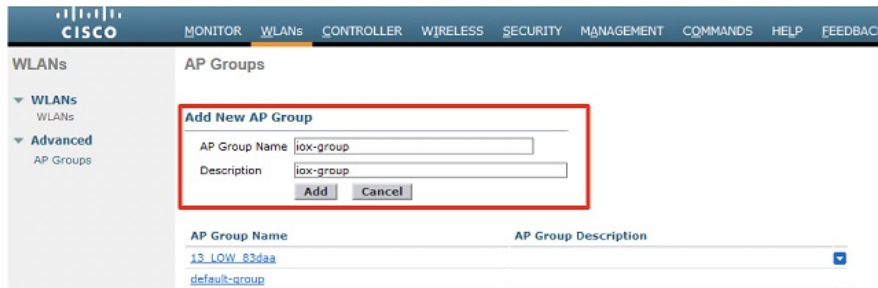 CISCO
MONITOR WLANs CONTROLLER WIRELESS SECURITY MANAGEMENT COMMANDS HELP FEEDBAC
WLANs
AP Groups
WLANs
WLANs
Advanced
AP Groups
Add New AP Group
AP Group Name iox-group
Description iox-group
Add Cancel
AP Group Name AP Group Description
13_LOW_83daa
default-group